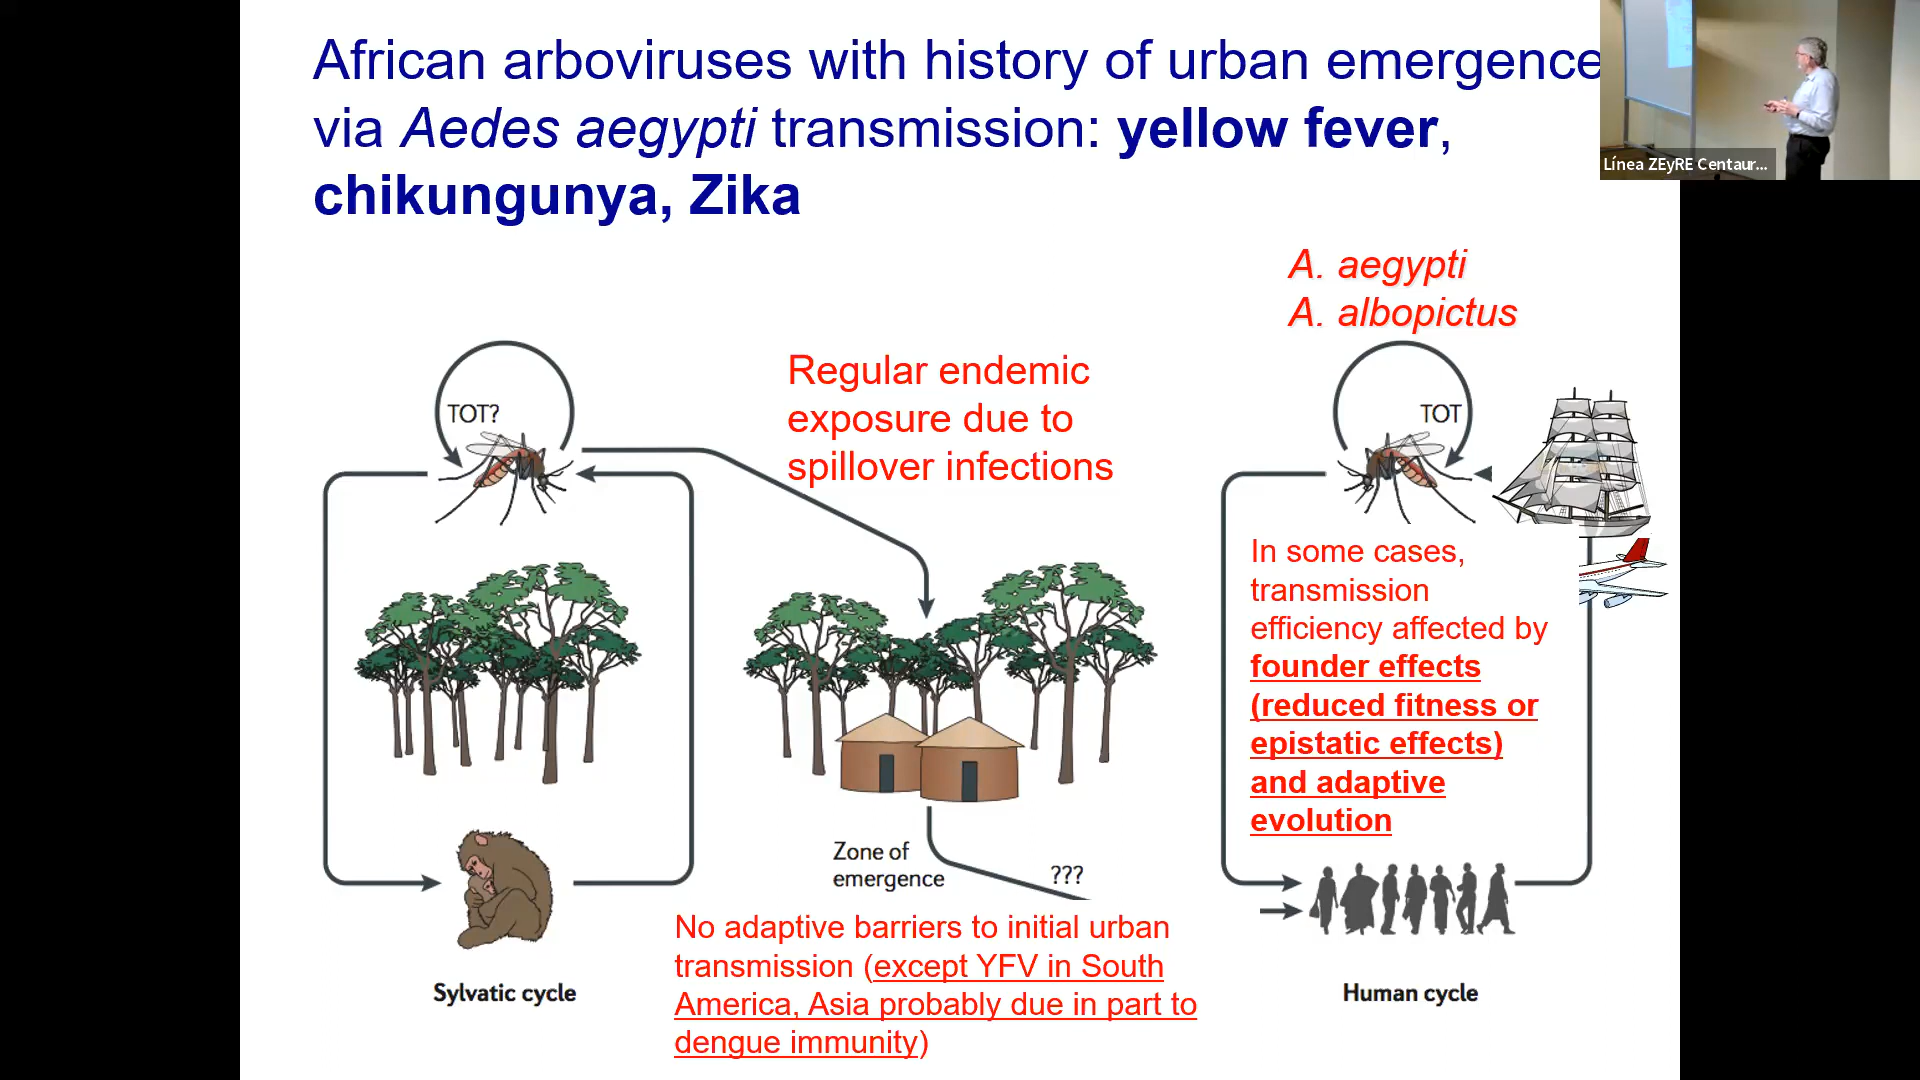 African arboviruses with history of urban emergence
via Aedes aegypti transmission: yellow fever,
chikungunya, Zika
Línea ZEyRE Centaur...
A. aegypti
A. albopictus
TOT?
Regular endemic
exposure due to
spillover infections
TOT
In some cases,
transmission
efficiency affected by
founder effects
(reduced fitness or
epistatic effects)
and adaptive
evolution
Zone of
emergence
???
No adaptive barriers to initial urban
transmission (except YFV in South
America, Asia probably due in part to
dengue immunity)
Sylvatic cycle
Human cycle